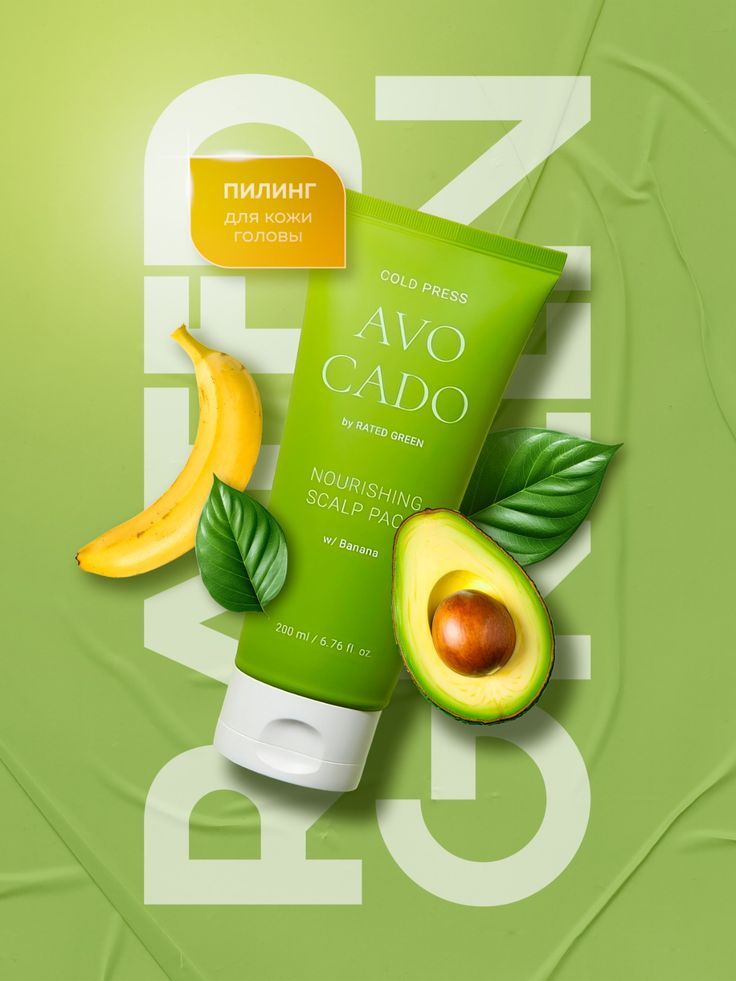 RATED
GREEN
ПИЛИНГ
для кожи
головы
COLD PRESS
AVO
CADO
by RATED GREEN
NOURISHING
SCALP PAC
w/ Banana
200 ml / 6.76 fl oz.